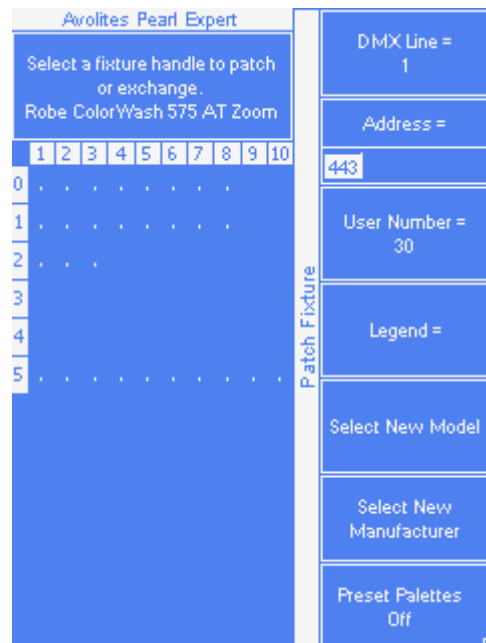 Avolites Pearl Expert
Select a fixture handle to patch
or exchange.
Robe ColorWash 575 AT Zoom
1 2 3 4 5 6 7 8 9 10
0 . . . . . . . .
1 . . . . . . . .
2 . . .
3
4
5 . . . . . . . . . .
Patch Fixture
DMX Line =
1
Address =
443
User Number =
30
Legend =
Select New Model
Select New
Manufacturer
Preset Palettes
Off